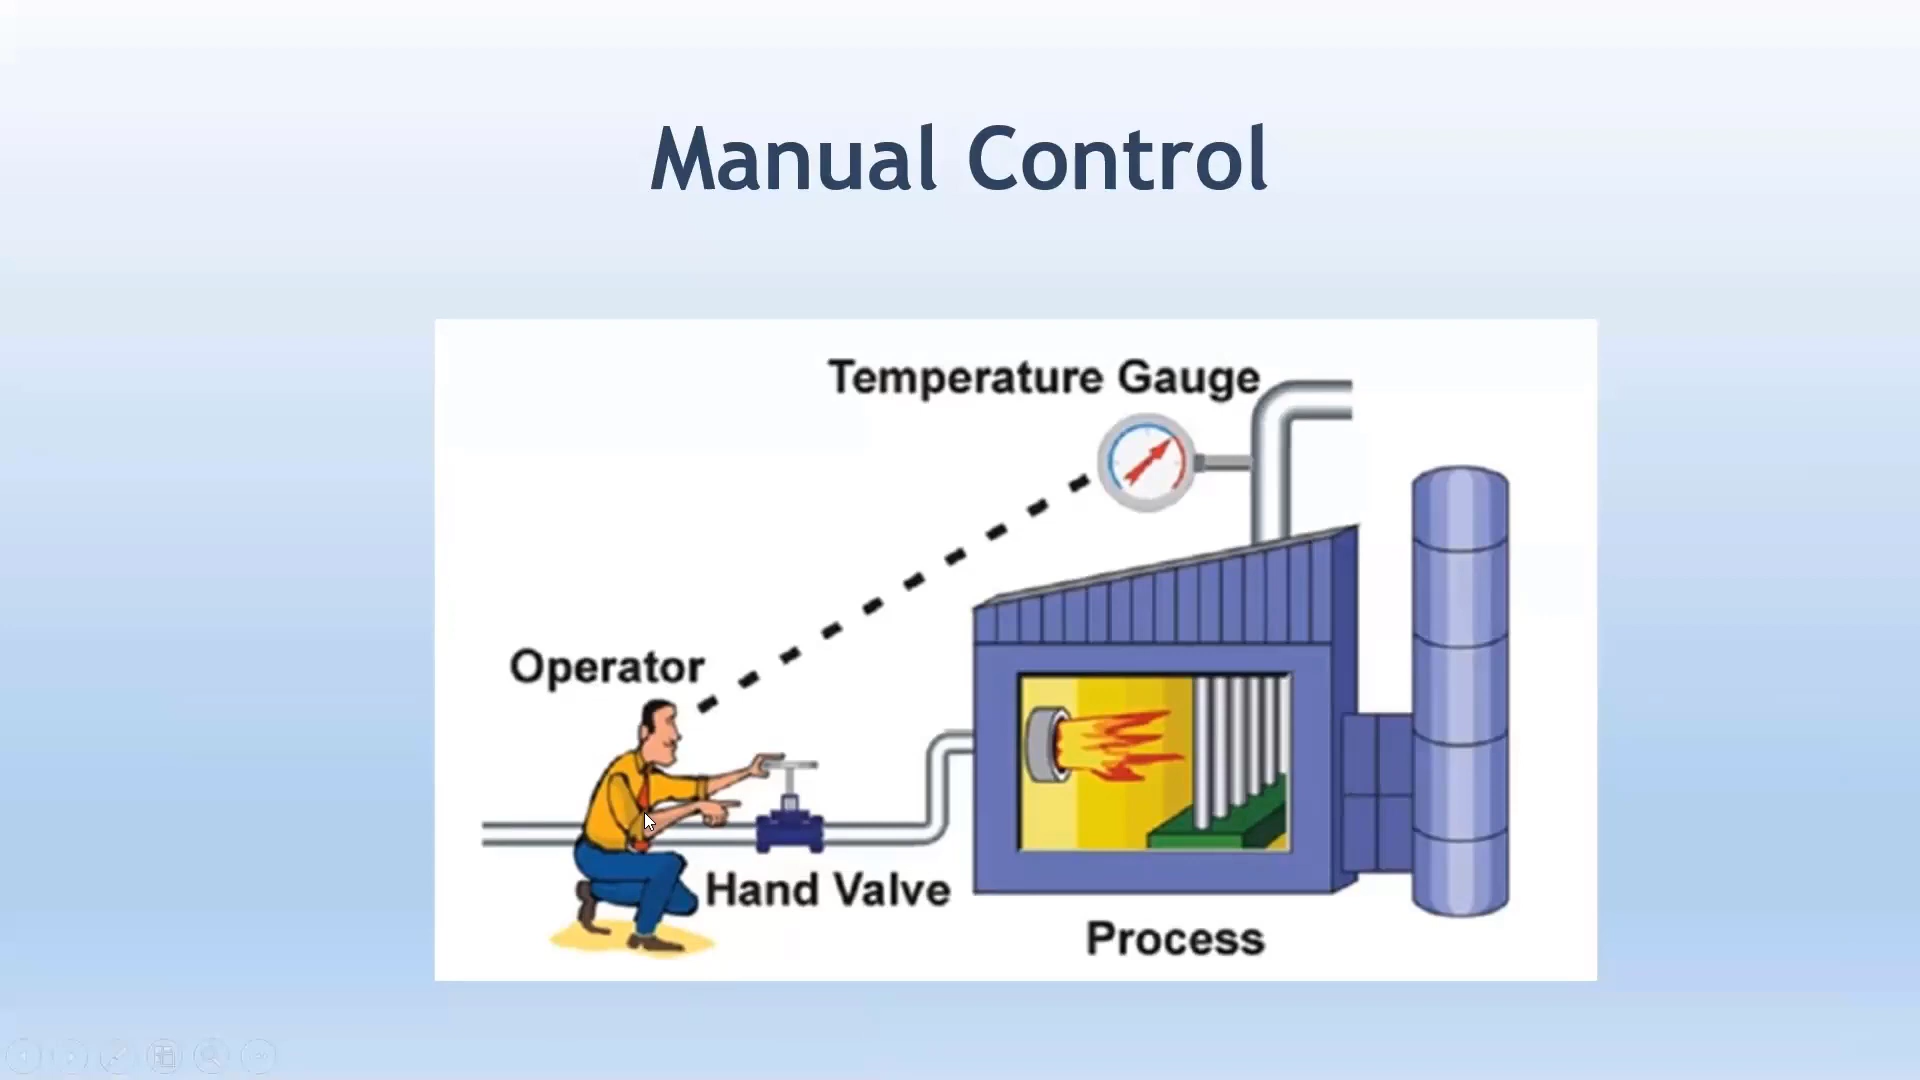 Manual Control
Temperature Gauge
Operator
Hand Valve
Process